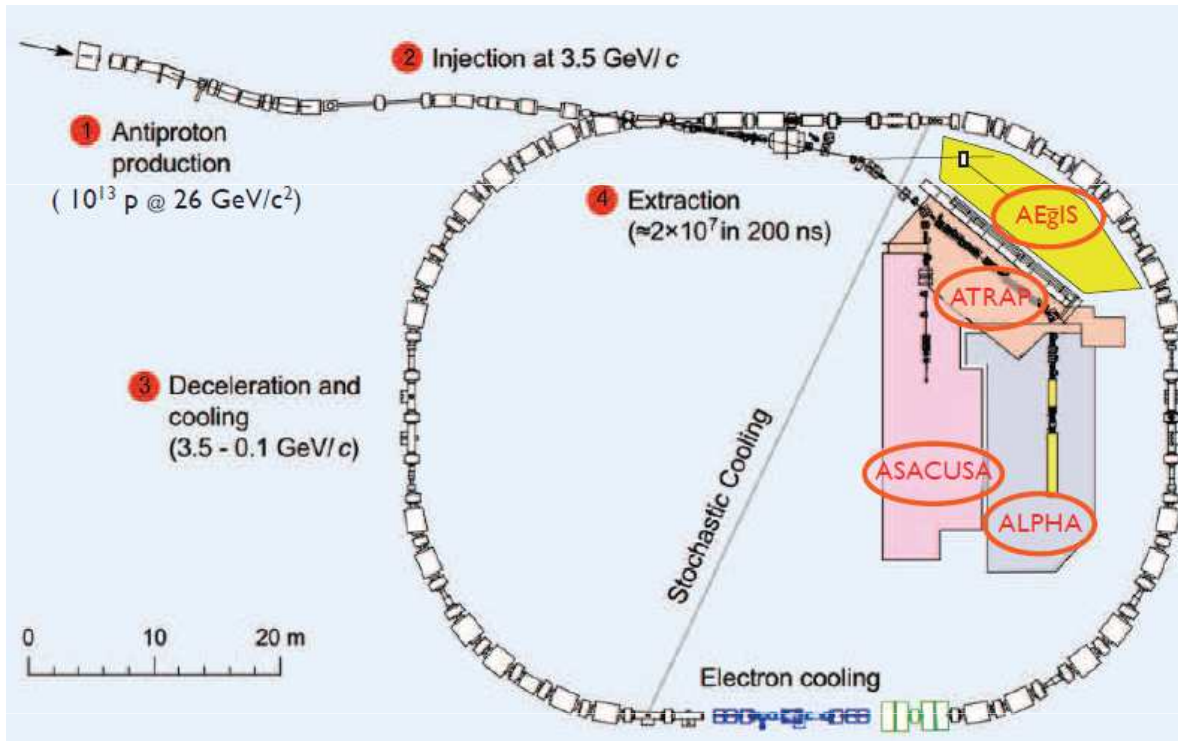 2 Injection at 3.5 GeV/c
1 Antiproton
production
( 10¹³ p @ 26 GeV/c²)
4 Extraction
(≈2×10⁷ in 200 ns)
AEḡIS
ATRAP
3 Deceleration and
cooling
(3.5 - 0.1 GeV/c)
Stochastic Cooling
ASACUSA
ALPHA
0 10 20 m
Electron cooling